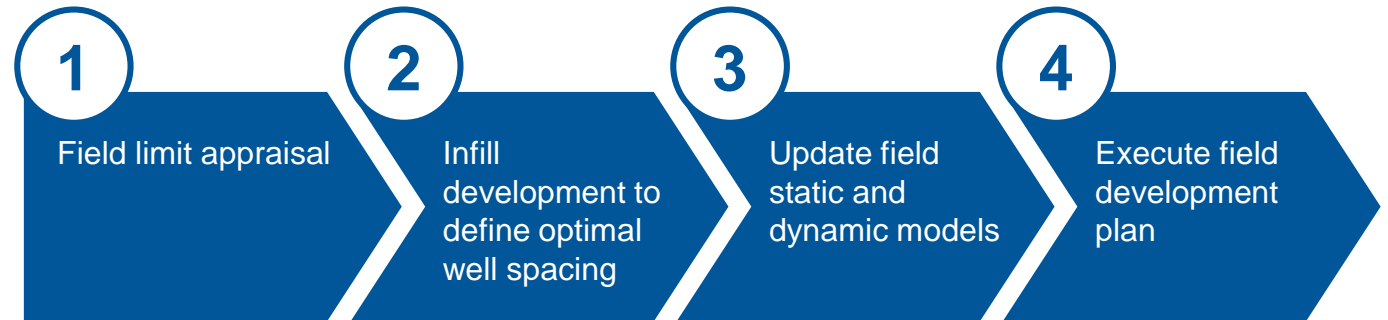 1
Field limit appraisal
2
Infill
development to
define optimal
well spacing
3
Update field
static and
dynamic models
4
Execute field
development
plan